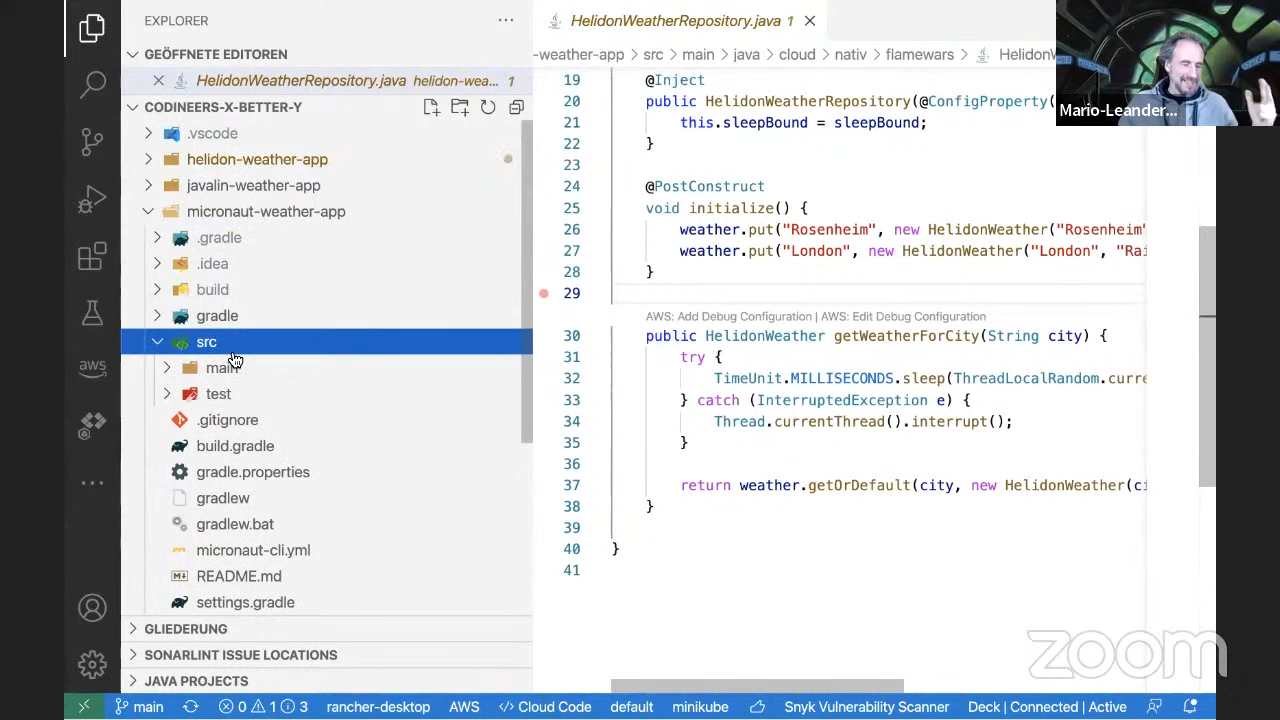 EXPLORER
GEÖFFNETE EDITOREN
HelidonWeatherRepository.java helidon-wea... 1
CODINEERS-X-BETTER-Y
.vscode
helidon-weather-app
javalin-weather-app
micronaut-weather-app
.gradle
.idea
build
gradle
src
main
test
.gitignore
build.gradle
gradle.properties
gradlew
gradlew.bat
micronaut-cli.yml
README.md
settings.gradle
GLIEDERUNG
SONARLINT ISSUE LOCATIONS
JAVA PROJECTS
aws
HelidonWeatherRepository.java 1
-weather-app > src > main > java > cloud > nativ > flamewars > HelidonW
19 @Inject
20 public HelidonWeatherRepository(@ConfigProperty(
21 this.sleepBound = sleepBound;
22 }
23
24 @PostConstruct
25 void initialize() {
26 weather.put("Rosenheim", new HelidonWeather("Rosenheim"
27 weather.put("London", new HelidonWeather("London", "Rai
28 }
29
AWS: Add Debug Configuration | AWS: Edit Debug Configuration
30 public HelidonWeather getWeatherForCity(String city) {
31 try {
32 TimeUnit.MILLISECONDS.sleep(ThreadLocalRandom.curre
33 } catch (InterruptedException e) {
34 Thread.currentThread().interrupt();
35 }
36
37 return weather.getOrDefault(city, new HelidonWeather(ci
38 }
39
40 }
41
Mario-Leander...
zoom
main 0 1 3 rancher-desktop AWS </> Cloud Code default minikube Snyk Vulnerability Scanner Deck | Connected | Active